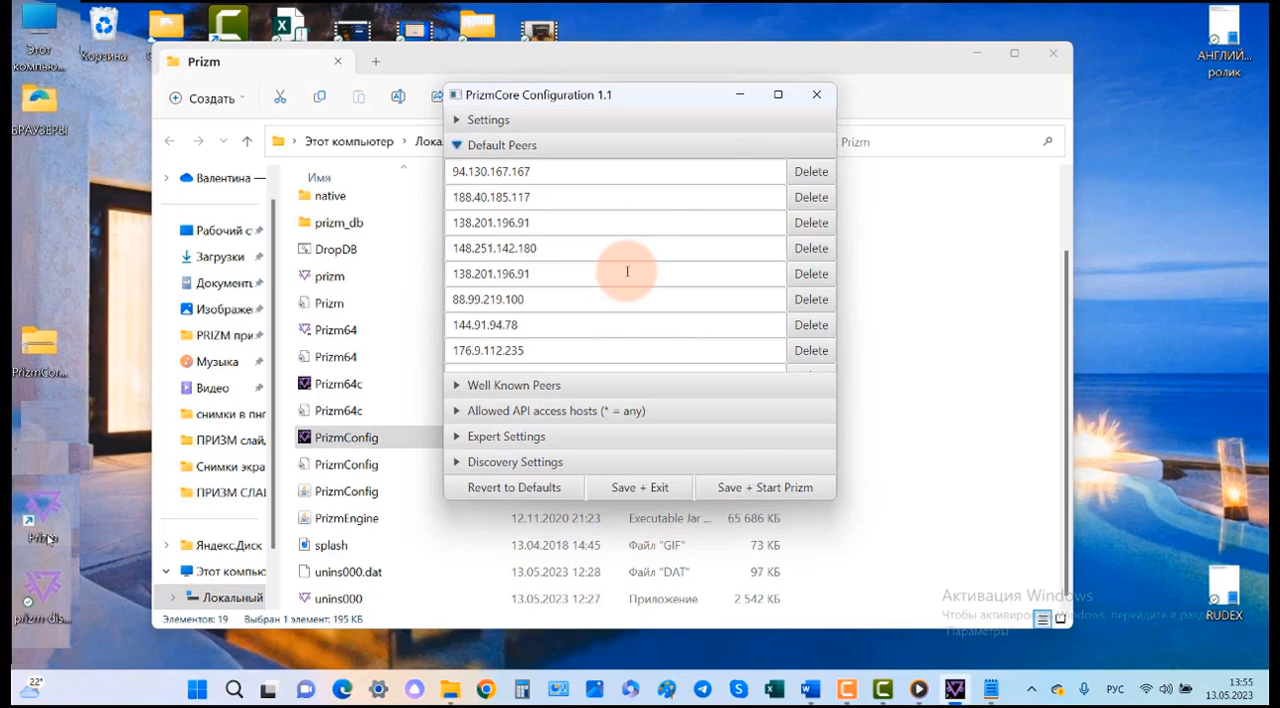 Этот
компью...
Корзина
БРАУЗЕРЫ
PrizmCor...
Prizm
prizm-dis...
АНГЛИЙ...
ролик
RUDEX
Prizm
Создать
Этот компьютер
Лока
Prizm
Валентина —
Рабочий с
Загрузки
Документь
Изображе
PRIZM при
Музыка
Видео
снимки в пнг
ПРИЗМ слай,
Снимки экра
ПРИЗМ СЛАІ
Яндекс.Диск
Этот компью
Локальный
Имя
native
prizm_db
DropDB
prizm
Prizm
Prizm64
Prizm64
Prizm64c
Prizm64c
PrizmConfig
PrizmConfig
PrizmConfig
PrizmEngine 12.11.2020 21:23 Executable Jar ... 65 686 КБ
splash 13.04.2018 14:45 Файл "GIF" 73 КБ
unins000.dat 13.05.2023 12:28 Файл "DAT" 97 КБ
unins000 13.05.2023 12:27 Приложение 2 542 КБ
Элементов: 19 Выбран 1 элемент: 195 КБ
PrizmCore Configuration 1.1
Settings
Default Peers
94.130.167.167 Delete
188.40.185.117 Delete
138.201.196.91 Delete
148.251.142.180 Delete
138.201.196.91 Delete
88.99.219.100 Delete
144.91.94.78 Delete
176.9.112.235 Delete
Well Known Peers
Allowed API access hosts (* = any)
Expert Settings
Discovery Settings
Revert to Defaults Save + Exit Save + Start Prizm
Активация Windows
Чтобы активиров Windows, перейдите в разд
"Параметры".
22°
РУС
13:55
13.05.2023